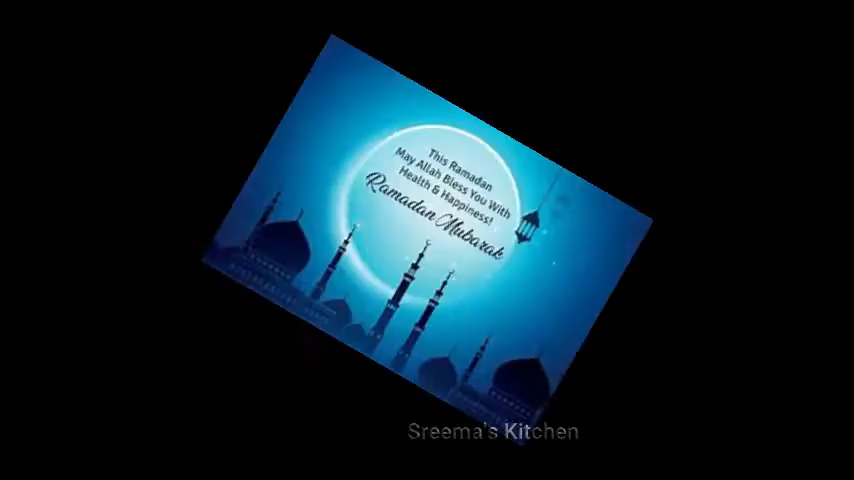 This Ramadan
May Allah Bless You With
Health & Happiness!
Ramadan Mubarak
Sreema's Kitchen